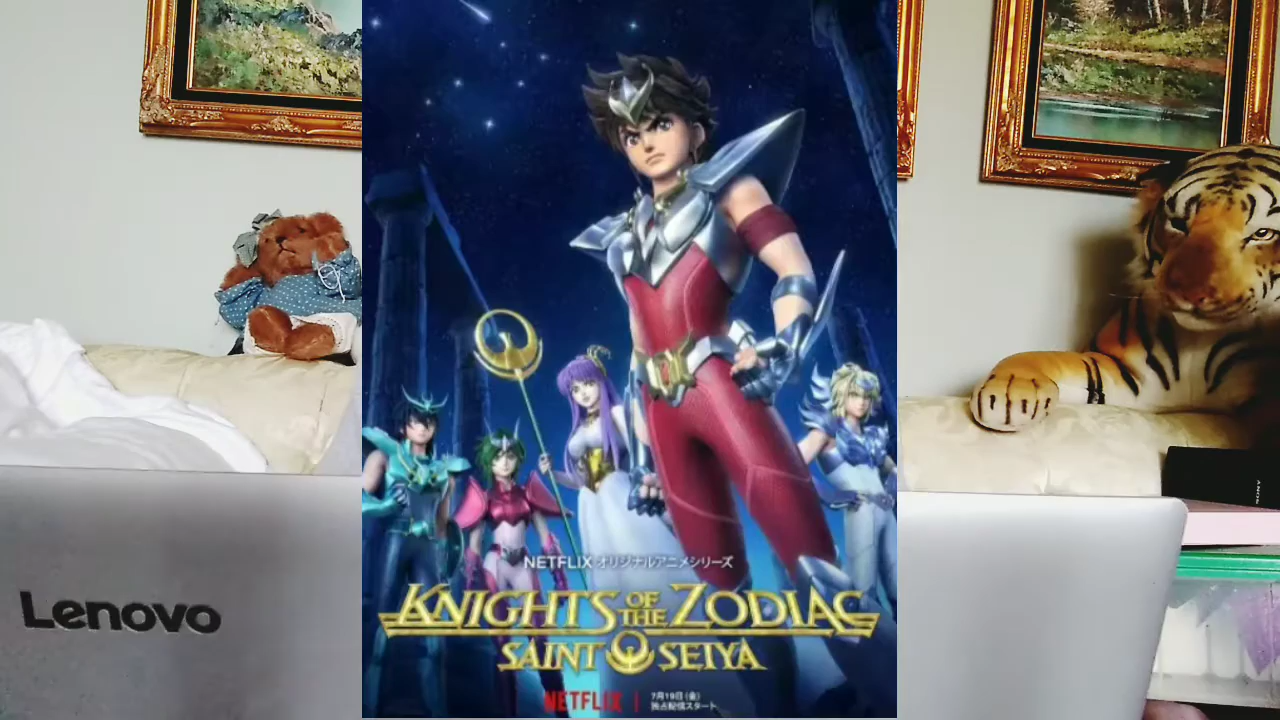 NETFLIX オリジナルアニメシリーズ
KNIGHTS OF THE ZODIAC
SAINT SEIYA
NETFLIX | 7月19日(金)
独占配信スタート
Lenovo
SONY